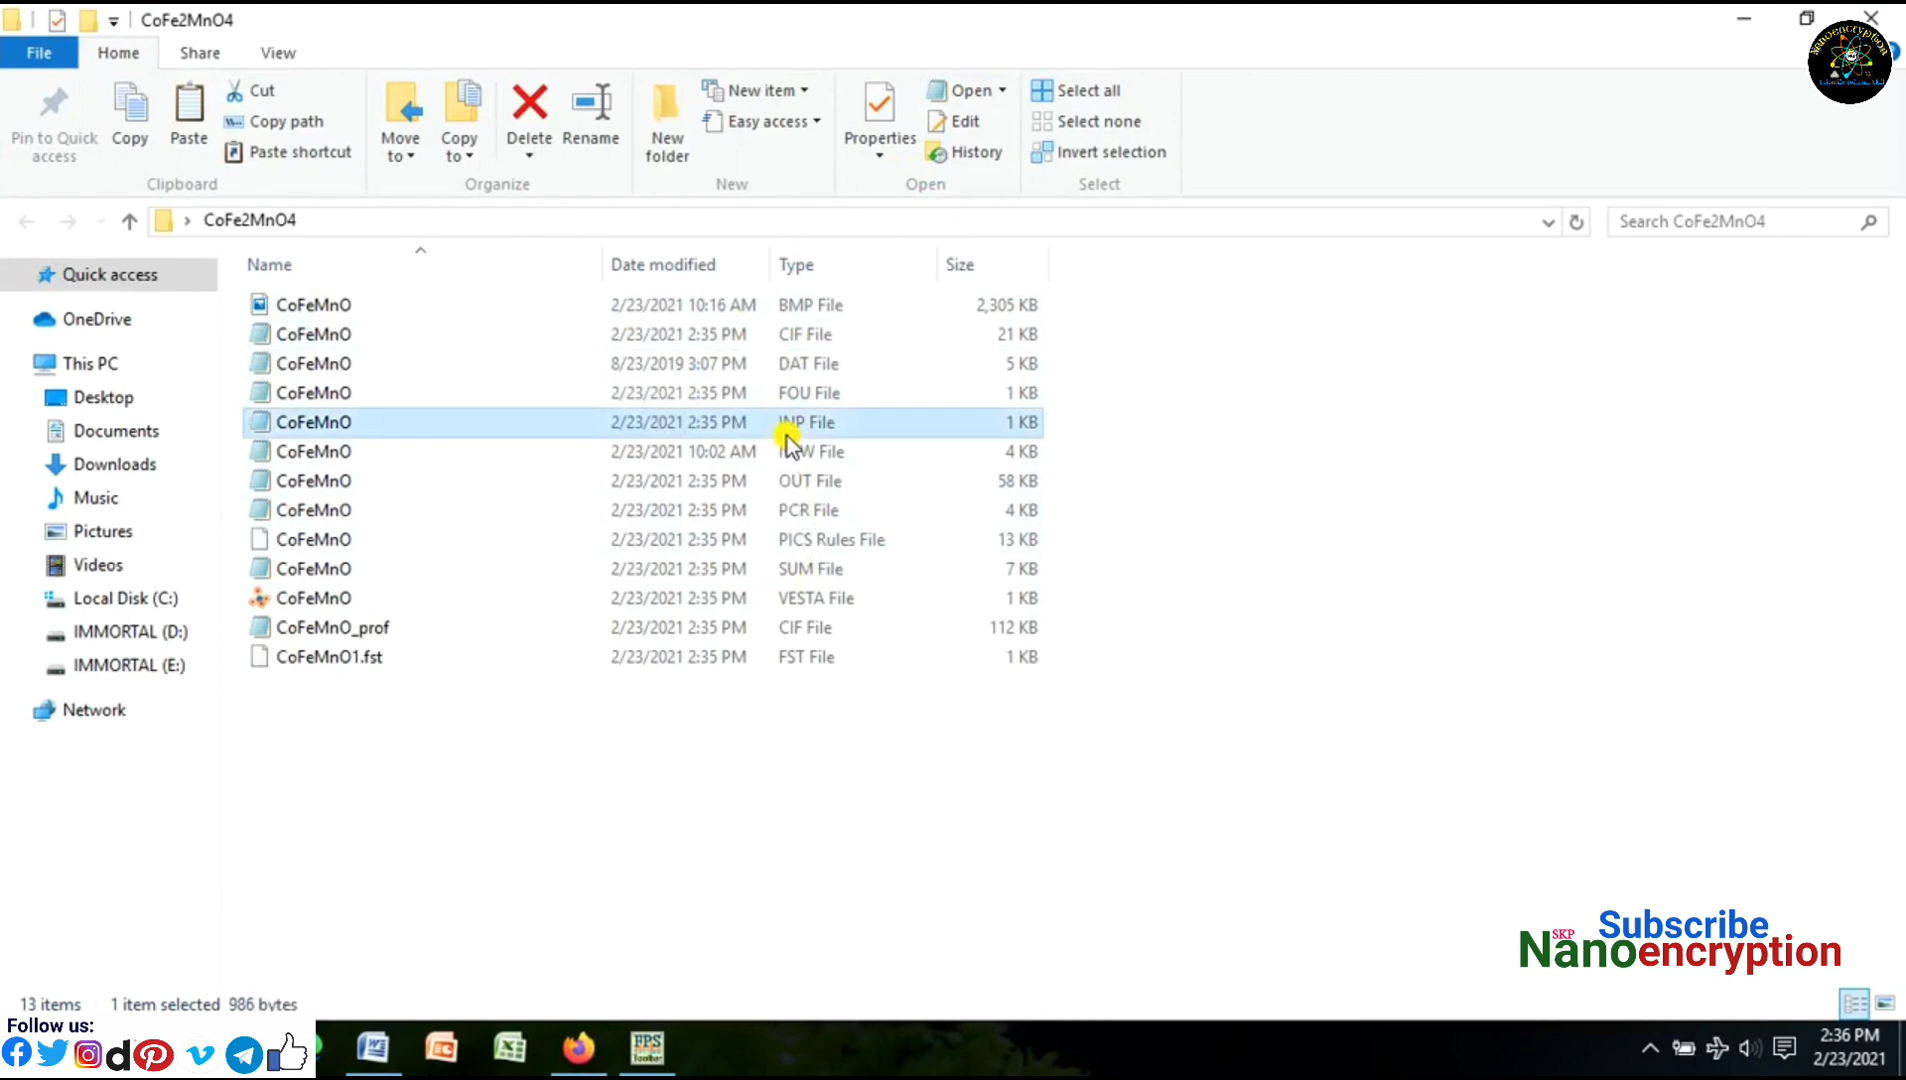 CoFe2MnO4
File Home Share View
Pin to Quick access
Copy
Paste
Cut
Copy path
Paste shortcut
Clipboard
Move to
Copy to
Delete
Rename
Organize
New folder
New item
Easy access
New
Properties
Open
Edit
History
Open
Select all
Select none
Invert selection
Select
CoFe2MnO4
Search CoFe2MnO4
Quick access
OneDrive
This PC
Desktop
Documents
Downloads
Music
Pictures
Videos
Local Disk (C:)
IMMORTAL (D:)
IMMORTAL (E:)
Network
Name Date modified Type Size
CoFeMnO 2/23/2021 10:16 AM BMP File 2,305 KB
CoFeMnO 2/23/2021 2:35 PM CIF File 21 KB
CoFeMnO 8/23/2019 3:07 PM DAT File 5 KB
CoFeMnO 2/23/2021 2:35 PM FOU File 1 KB
CoFeMnO 2/23/2021 2:35 PM INP File 1 KB
CoFeMnO 2/23/2021 10:02 AM File 4 KB
CoFeMnO 2/23/2021 2:35 PM OUT File 58 KB
CoFeMnO 2/23/2021 2:35 PM PCR File 4 KB
CoFeMnO 2/23/2021 2:35 PM PICS Rules File 13 KB
CoFeMnO 2/23/2021 2:35 PM SUM File 7 KB
CoFeMnO 2/23/2021 2:35 PM VESTA File 1 KB
CoFeMnO_prof 2/23/2021 2:35 PM CIF File 112 KB
CoFeMnO1.fst 2/23/2021 2:35 PM FST File 1 KB
Subscribe
SKP
Nanoencryption
13 items 1 item selected 986 bytes
Follow us:
FPS
Toolbar
2:36 PM
2/23/2021